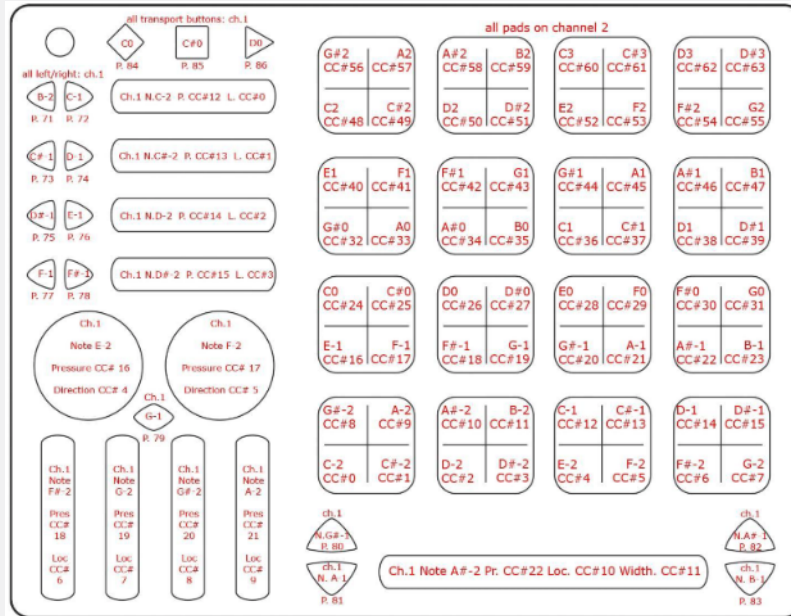 all transport buttons: ch.1
all pads on channel 2
C0 C#0 D0
P. 84 P. 85 P. 86
all left/right: ch.1
B-2 C-1
P. 71 P. 72
Ch.1 N.C-2 P. CC#12 L. CC#0
C#-1 D-1
P. 73 P. 74
Ch.1 N.C#-2 P. CC#13 L. CC#1
D#-1 E-1
P. 75 P. 76
Ch.1 N.D-2 P. CC#14 L. CC#2
F-1 F#-1
P. 77 P. 78
Ch.1 N.D#-2 P. CC#15 L. CC#3
Ch.1
Note E-2
Pressure CC# 16
Direction CC# 4
Ch.1
Note F-2
Pressure CC# 17
Direction CC# 5
Ch.1
G-1
P. 79
Ch.1
Note
F#-2
Pres
CC#
18
Loc
CC#
6
Ch.1
Note
G-2
Pres
CC#
19
Loc
CC#
7
Ch.1
Note
G#-2
Pres
CC#
20
Loc
CC#
8
Ch.1
Note
A-2
Pres
CC#
21
Loc
CC#
9
G#2 A2
CC#56 CC#57
C2 C#2
CC#48 CC#49
A#2 B2
CC#58 CC#59
D2 D#2
CC#50 CC#51
C3 C#3
CC#60 CC#61
E2 F2
CC#52 CC#53
D3 D#3
CC#62 CC#63
F#2 G2
CC#54 CC#55
E1 F1
CC#40 CC#41
G#0 A0
CC#32 CC#33
F#1 G1
CC#42 CC#43
A#0 B0
CC#34 CC#35
G#1 A1
CC#44 CC#45
C1 C#1
CC#36 CC#37
A#1 B1
CC#46 CC#47
D1 D#1
CC#38 CC#39
C0 C#0
CC#24 CC#25
E-1 F-1
CC#16 CC#17
D0 D#0
CC#26 CC#27
F#-1 G-1
CC#18 CC#19
E0 F0
CC#28 CC#29
G#-1 A-1
CC#20 CC#21
F#0 G0
CC#30 CC#31
A#-1 B-1
CC#22 CC#23
G#-2 A-2
CC#8 CC#9
C-2 C#-2
CC#0 CC#1
A#-2 B-2
CC#10 CC#11
D-2 D#-2
CC#2 CC#3
C-1 C#-1
CC#12 CC#13
E-2 F-2
CC#4 CC#5
D-1 D#-1
CC#14 CC#15
F#-2 G-2
CC#6 CC#7
ch.1
N.G#-1
P. 80
ch.1
N. A-1
P. 81
Ch.1 Note A#-2 Pr. CC#22 Loc. CC#10 Width. CC#11
ch.1
N.A#-1
P. 82
ch.1
N. B-1
P. 83